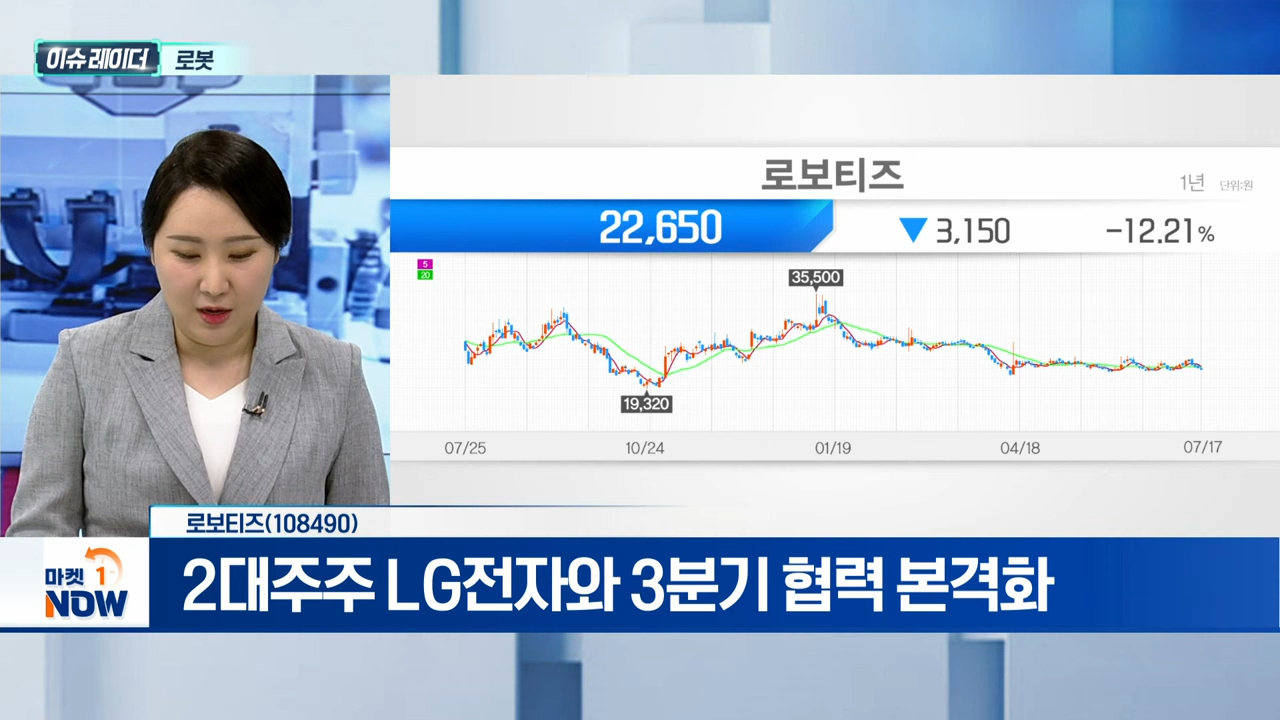 이슈레이더 로봇
로보티즈
1년 단위:원
22,650 ▼ 3,150 -12.21%
5
20
35,500
19,320
07/25 10/24 01/19 04/18 07/17
로보티즈(108490)
마켓 1
NOW
2대주주 LG전자와 3분기 협력 본격화